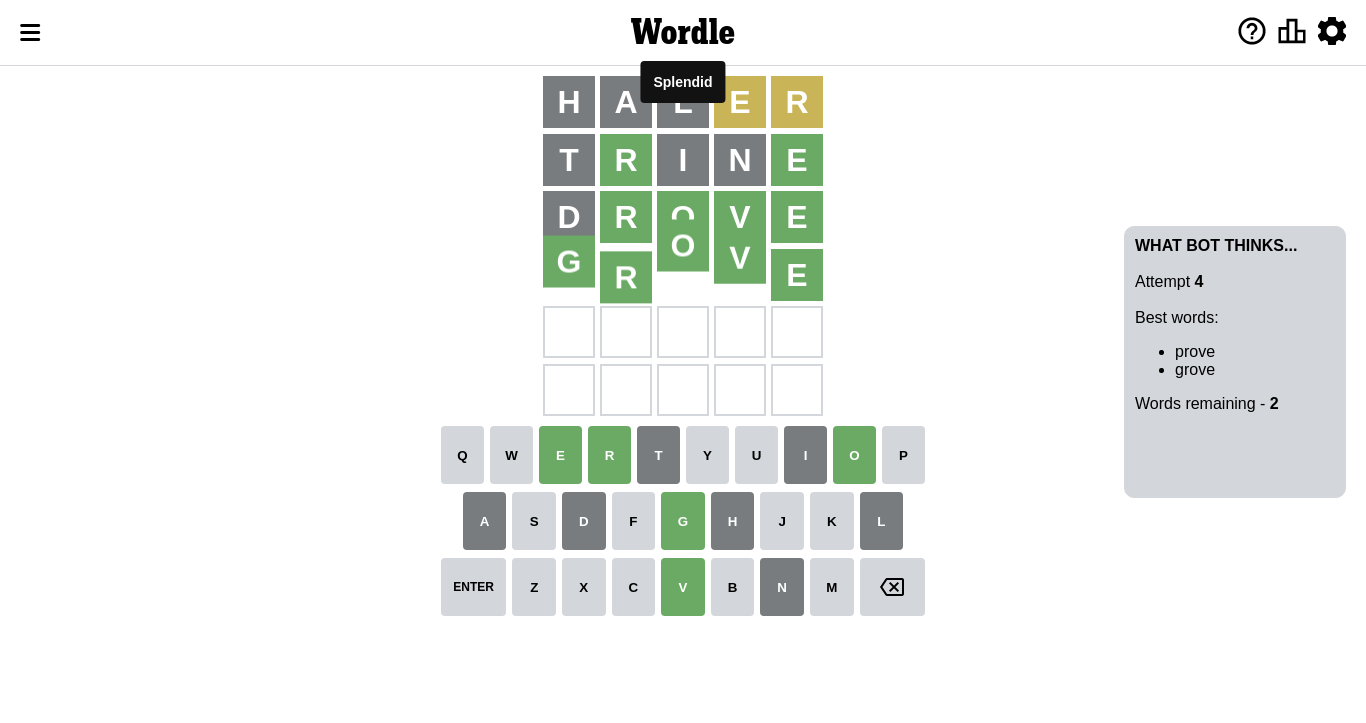 Wordle
Splendid
H A L E R
T R I N E
D R O V E
G R O V E
Q W E R T Y U I O P
A S D F G H J K L
ENTER Z X C V B N M
WHAT BOT THINKS...
Attempt 4
Best words:
• prove
• grove
Words remaining - 2